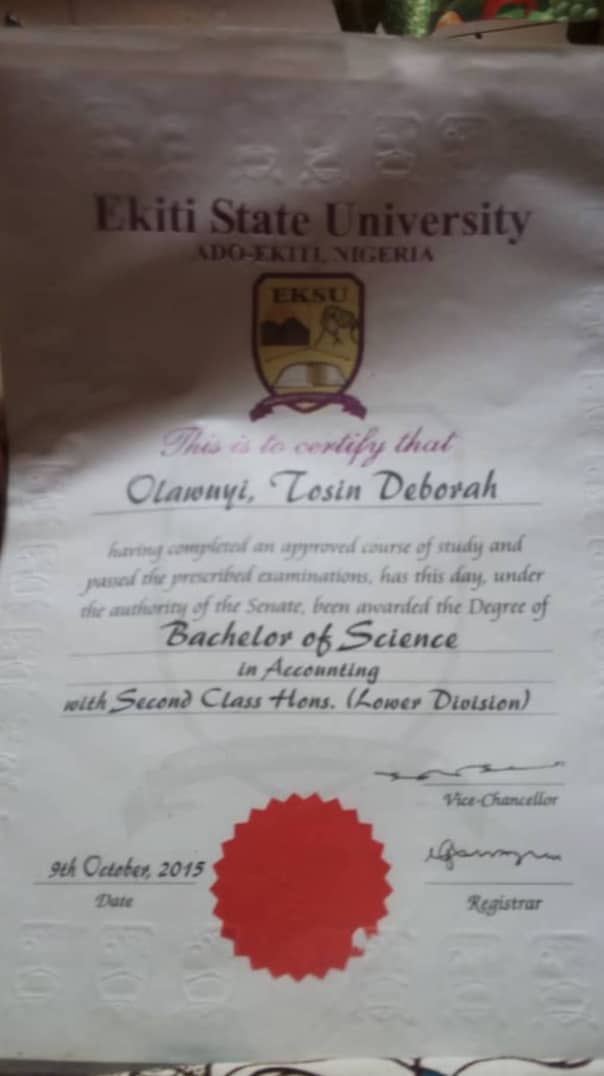 Ekiti State University
ADO-EKITI, NIGERIA
EKSU
This is to certify that
Olawuyi, Tosin Deborah
having completed an approved course of study and
passed the prescribed examinations, has this day, under
the authority of the Senate, been awarded the Degree of
Bachelor of Science
in Accounting
with Second Class Hons. (Lower Division)
Vice-Chancellor
9th October, 2015
Date
Registrar